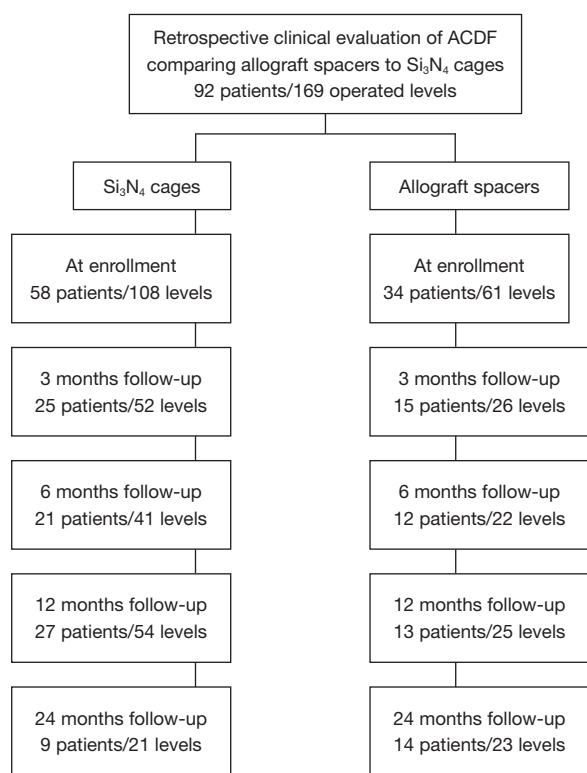 Retrospective clinical evaluation of ACDF
comparing allograft spacers to Si₃N₄ cages
92 patients/169 operated levels
Si₃N₄ cages
Allograft spacers
At enrollment
58 patients/108 levels
At enrollment
34 patients/61 levels
3 months follow-up
25 patients/52 levels
3 months follow-up
15 patients/26 levels
6 months follow-up
21 patients/41 levels
6 months follow-up
12 patients/22 levels
12 months follow-up
27 patients/54 levels
12 months follow-up
13 patients/25 levels
24 months follow-up
9 patients/21 levels
24 months follow-up
14 patients/23 levels